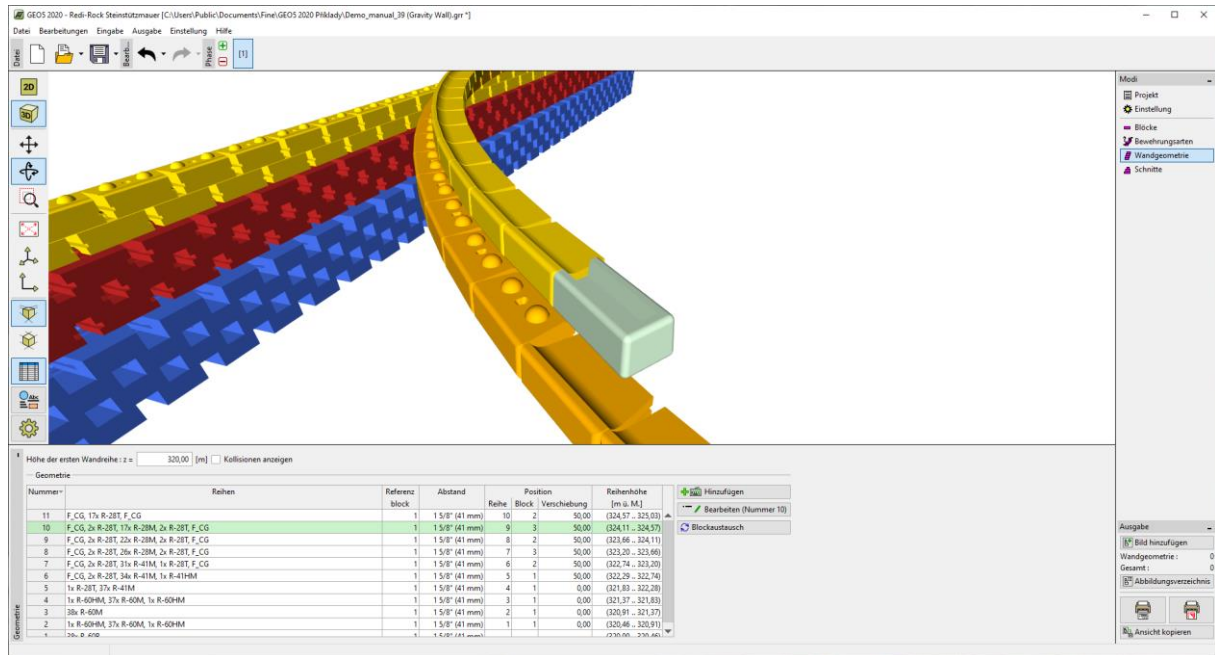 GEO5 2020 - Redi-Rock Steinstützmauer [C:\Users\Public\Documents\Fine\GEO5 2020 Příklady\Demo_manual_39 (Gravity Wall).grr *]
Datei Bearbeitungen Eingabe Ausgabe Einstellung Hilfe
Datei Bearb... Phase [1]
2D
3D
Abc
Modi
Projekt
Einstellung
Blöcke
Bewehrungsarten
Wandgeometrie
Schnitte
Höhe der ersten Wandreihe : z = 320,00 [m] Kollisionen anzeigen
Geometrie
Nummer Reihen Referenz Abstand Position Reihenhöhe
block Reihe Block Verschiebung [m ü. M.]
11 F_CG, 17x R-28T, F_CG 1 1 5/8" (41 mm) 10 2 50,00 (324,57 .. 325,03)
10 F_CG, 2x R-28T, 17x R-28M, 2x R-28T, F_CG 1 1 5/8" (41 mm) 9 3 50,00 (324,11 .. 324,57)
9 F_CG, 2x R-28T, 22x R-28M, 2x R-28T, F_CG 1 1 5/8" (41 mm) 8 2 50,00 (323,66 .. 324,11)
8 F_CG, 2x R-28T, 26x R-28M, 2x R-28T, F_CG 1 1 5/8" (41 mm) 7 3 50,00 (323,20 .. 323,66)
7 F_CG, 2x R-28T, 31x R-41M, 1x R-28T, F_CG 1 1 5/8" (41 mm) 6 2 50,00 (322,74 .. 323,20)
6 F_CG, 2x R-28T, 34x R-41M, 1x R-41HM 1 1 5/8" (41 mm) 5 1 50,00 (322,29 .. 322,74)
5 1x R-28T, 37x R-41M 1 1 5/8" (41 mm) 4 1 0,00 (321,83 .. 322,28)
4 1x R-60HM, 37x R-60M, 1x R-60HM 1 1 5/8" (41 mm) 3 1 0,00 (321,37 .. 321,83)
3 38x R-60M 1 1 5/8" (41 mm) 2 1 0,00 (320,91 .. 321,37)
2 1x R-60HM, 37x R-60M, 1x R-60HM 1 1 5/8" (41 mm) 1 1 0,00 (320,46 .. 320,91)
Hinzufügen
Bearbeiten (Nummer 10)
Blockaustausch
Geometrie
Ausgabe
Bild hinzufügen
Wandgeometrie : 0
Gesamt : 0
Abbildungsverzeichnis
Ansicht kopieren